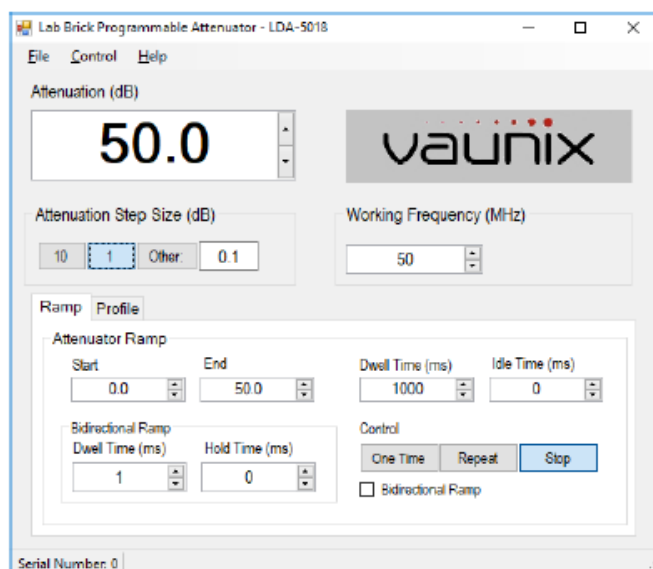 Lab Brick Programmable Attenuator - LDA-5018
File Control Help
Attenuation (dB)
50.0
vaunix
Attenuation Step Size (dB)
10 1 Other: 0.1
Working Frequency (MHz)
50
Ramp Profile
Attenuator Ramp
Start End Dwell Time (ms) Idle Time (ms)
0.0 50.0 1000 0
Bidirectional Ramp
Dwell Time (ms) Hold Time (ms)
1 0
Control
One Time Repeat Stop
Bidirectional Ramp
Serial Number: 0